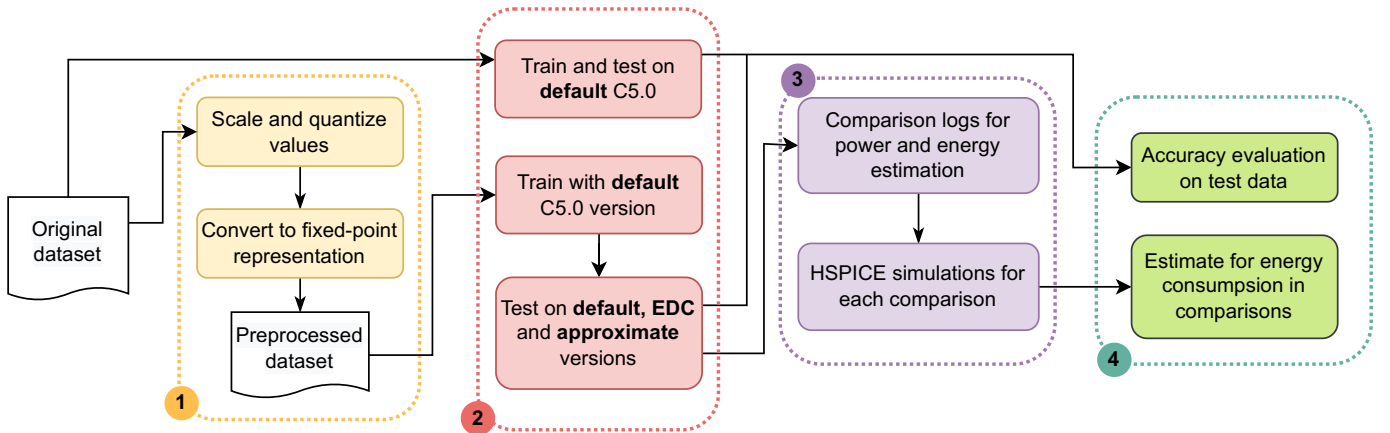 Original
dataset
1
Scale and quantize
values
Convert to fixed-point
representation
Preprocessed
dataset
2
Train and test on
default C5.0
Train with default
C5.0 version
Test on default, EDC
and approximate
versions
3
Comparison logs for
power and energy
estimation
HSPICE simulations for
each comparison
4
Accuracy evaluation
on test data
Estimate for energy
consumpsion in
comparisons